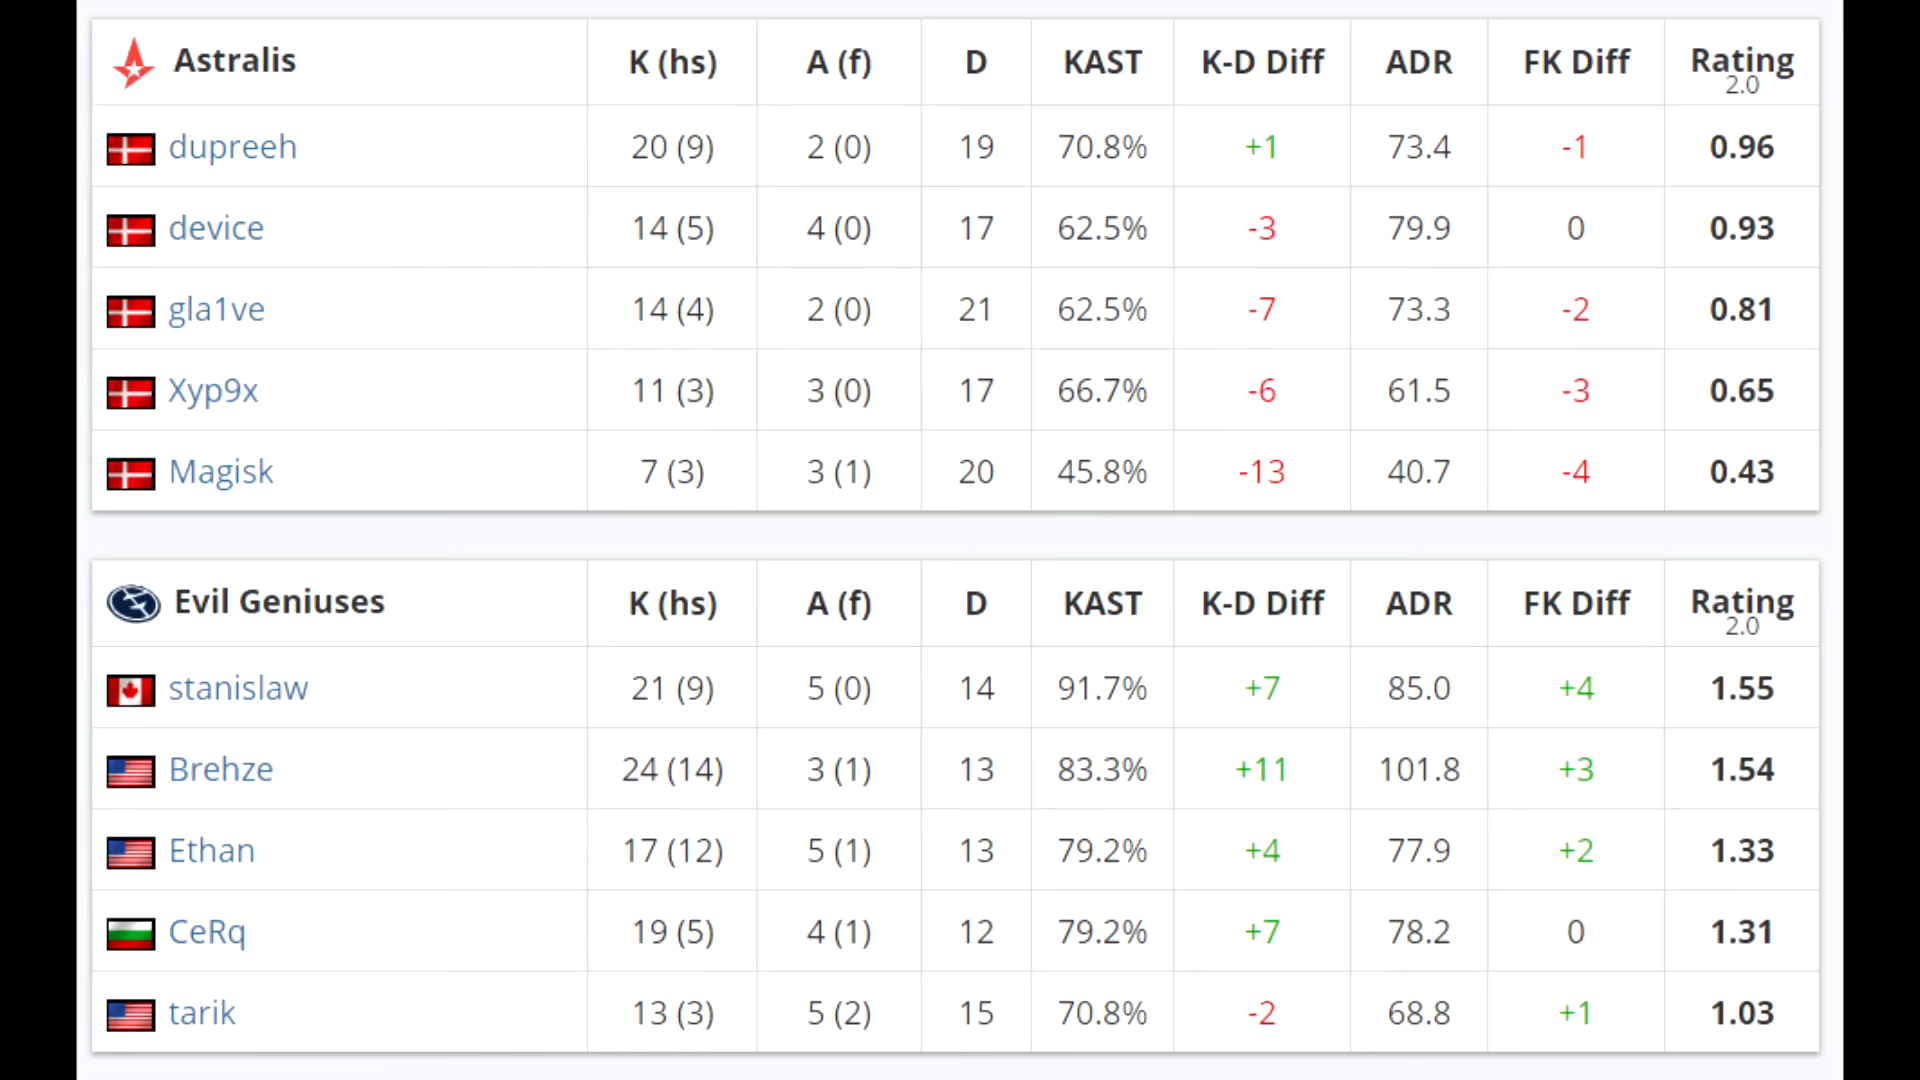 Astralis K (hs) A (f) D KAST K-D Diff ADR FK Diff Rating 2.0
dupreeh 20 (9) 2 (0) 19 70.8% +1 73.4 -1 0.96
device 14 (5) 4 (0) 17 62.5% -3 79.9 0 0.93
gla1ve 14 (4) 2 (0) 21 62.5% -7 73.3 -2 0.81
Xyp9x 11 (3) 3 (0) 17 66.7% -6 61.5 -3 0.65
Magisk 7 (3) 3 (1) 20 45.8% -13 40.7 -4 0.43
Evil Geniuses K (hs) A (f) D KAST K-D Diff ADR FK Diff Rating 2.0
stanislaw 21 (9) 5 (0) 14 91.7% +7 85.0 +4 1.55
Brehze 24 (14) 3 (1) 13 83.3% +11 101.8 +3 1.54
Ethan 17 (12) 5 (1) 13 79.2% +4 77.9 +2 1.33
CeRq 19 (5) 4 (1) 12 79.2% +7 78.2 0 1.31
tarik 13 (3) 5 (2) 15 70.8% -2 68.8 +1 1.03